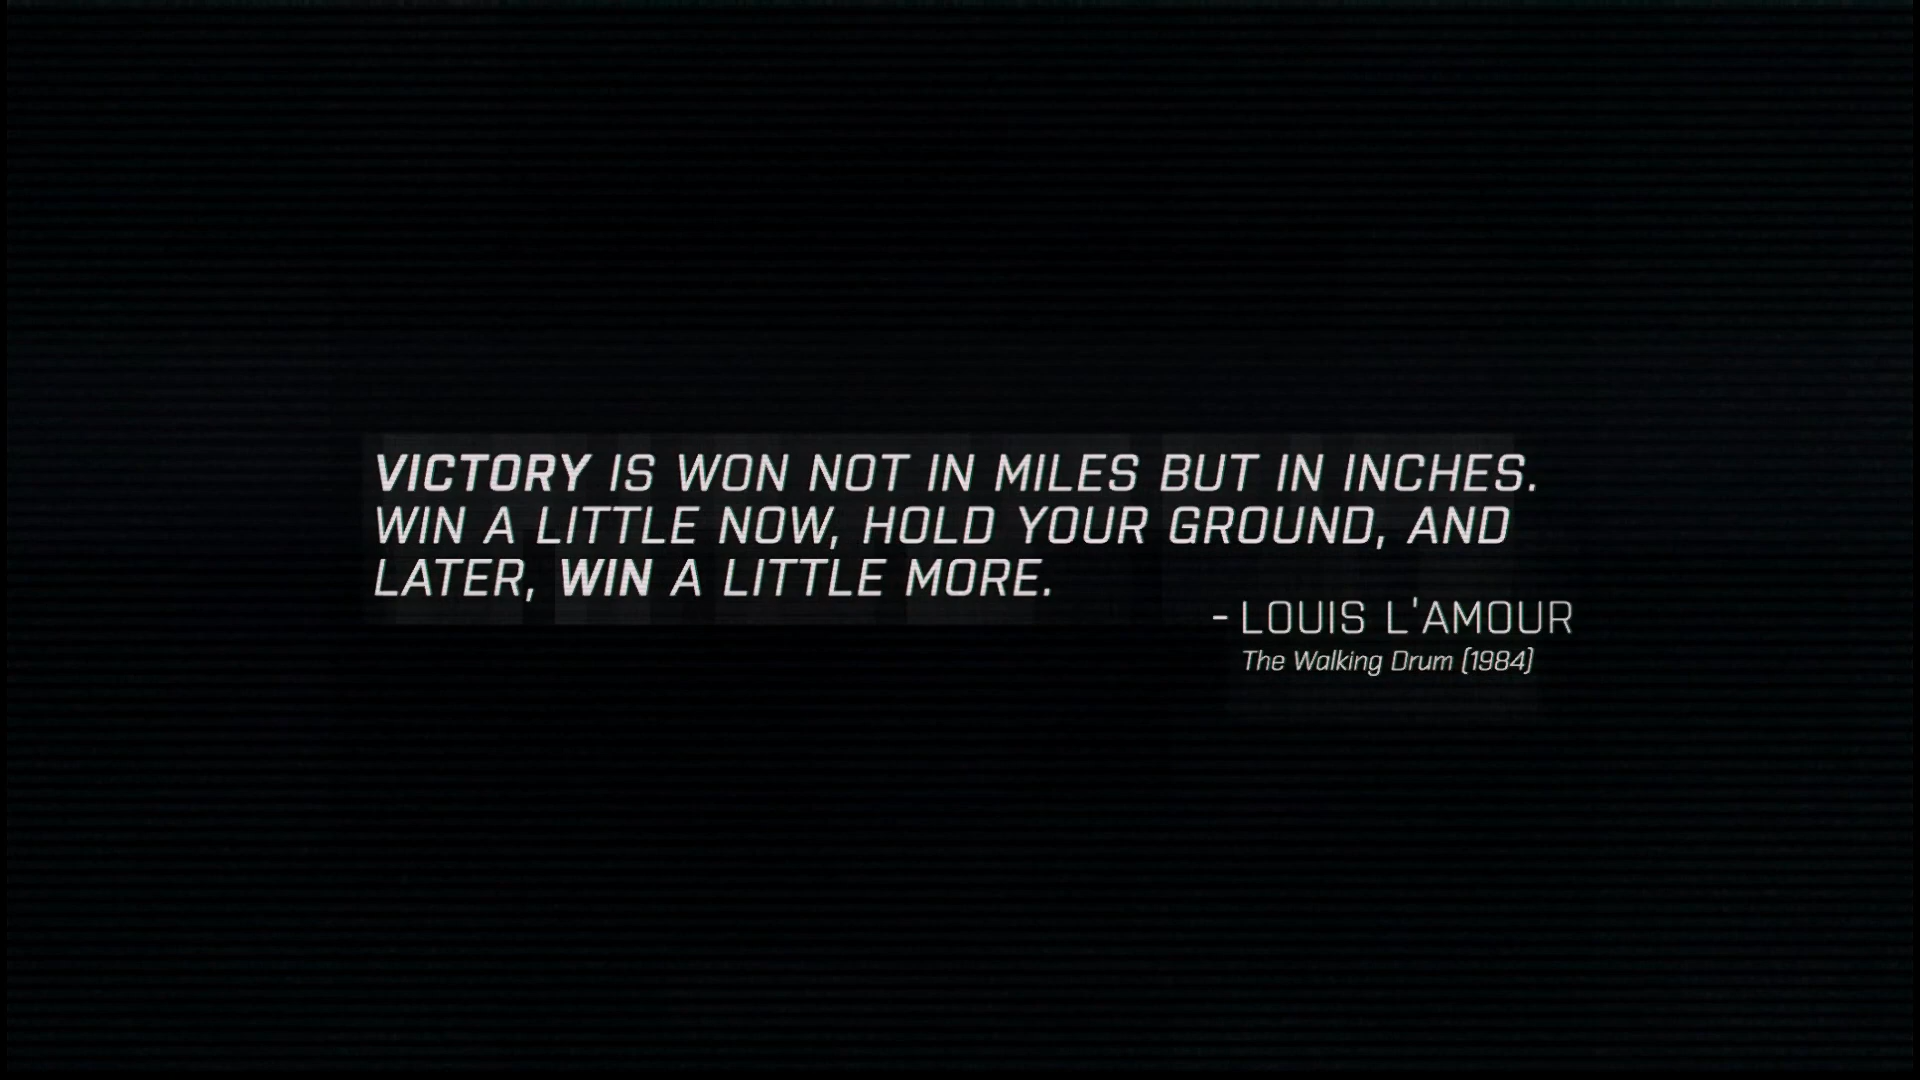 VICTORY IS WON NOT IN MILES BUT IN INCHES.
WIN A LITTLE NOW, HOLD YOUR GROUND, AND
LATER, WIN A LITTLE MORE.
- LOUIS L'AMOUR
The Walking Drum (1984)